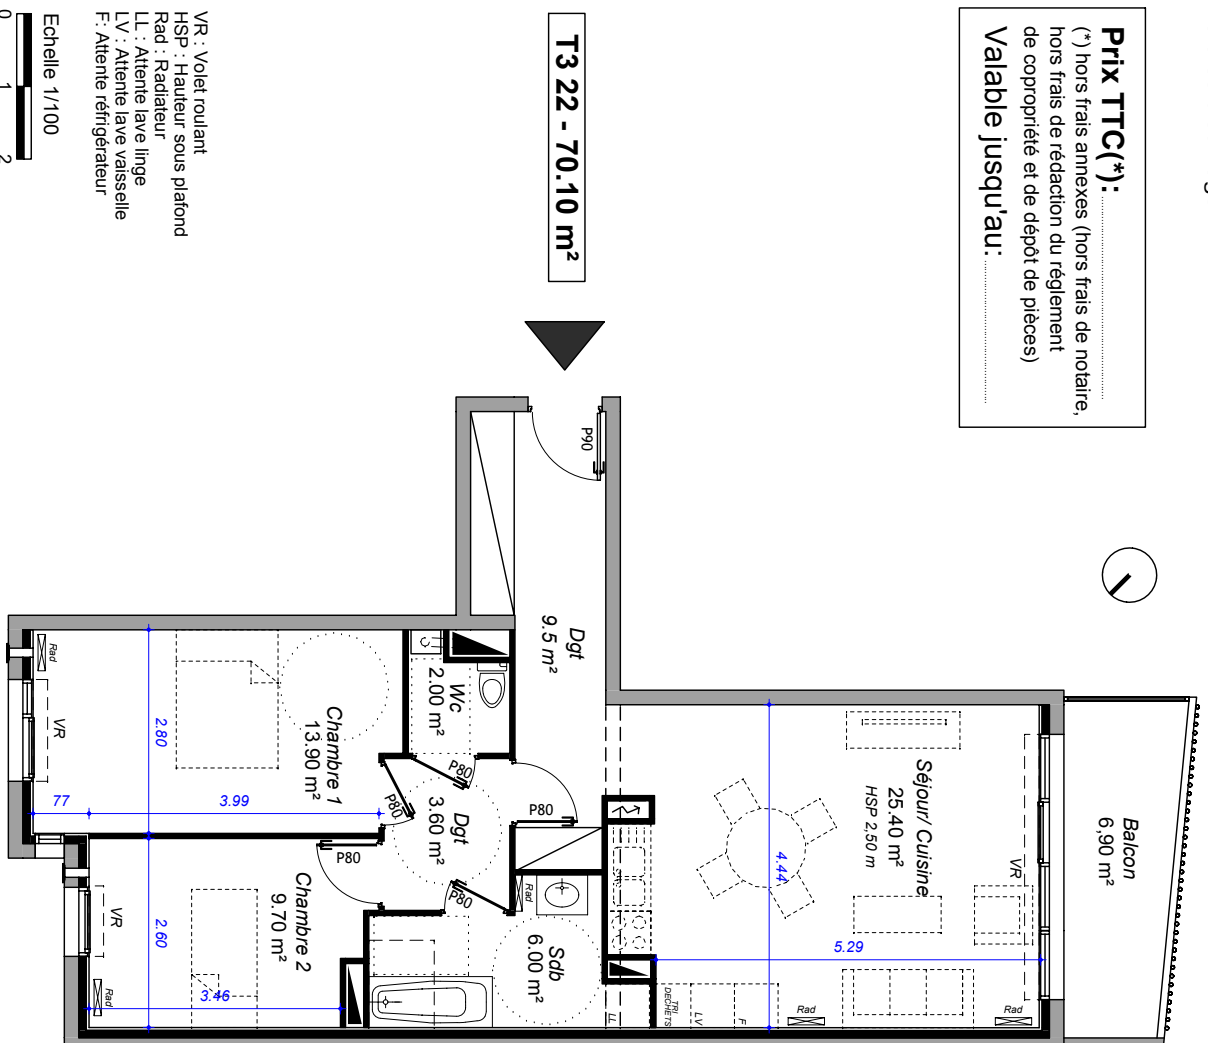 Prix TTC(*):
(*) hors frais annexes (hors frais de notaire,
hors frais de rédaction du réglement
de copropriété et de dépôt de pièces)
Valable jusqu'au:
T3 22 - 70.10 m²
VR : Volet roulant
HSP : Hauteur sous plafond
Rad : Radiateur
LL : Attente lave linge
LV : Attente lave vaisselle
F: Attente réfrigérateur
Echelle 1/100
0 1 2
P90
Dgt
9.5 m²
Balcon
6,90 m²
Séjour/ Cuisine
25.40 m²
HSP 2,50 m
VR
4.44
5.29
Rad
Rad
F
LV
TRI
DECHETS
LL
Wc
2.00 m²
P80
P80
P80
Dgt
3.60 m²
P80
P80
Rad
Sdb
6.00 m²
Chambre 1
13.90 m²
2.80
3.99
77
VR
Rad
Chambre 2
9.70 m²
2.60
3.46
VR
Rad